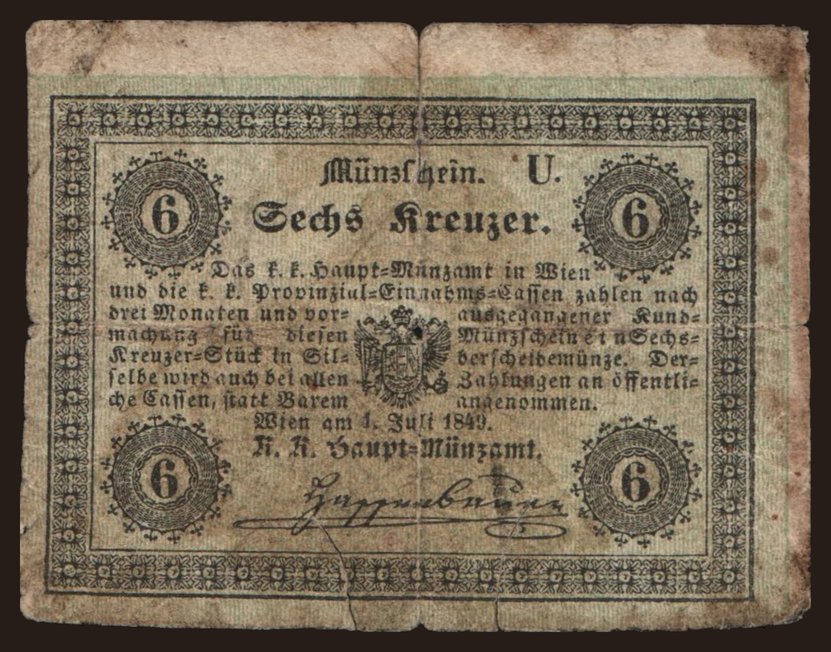 Münzschein. U.
Sechs Kreuzer.
6 6
Das k. k. Haupt=Münzamt in Wien
und die k. k. Provinzial=Einnahms=Cassen zahlen nach
drei Monaten und vor- ausgegangener Kund-
machung für diesen Münzschein ein Sechs-
Kreuzer=Stück in Sil- berscheidemünze. Der-
selbe wird auch bei allen Zahlungen an öffentli-
che Cassen, statt Barem angenommen.
Wien am 1. Juli 1849.
K. K. Haupt=Münzamt.
6 6
Hassenbauer